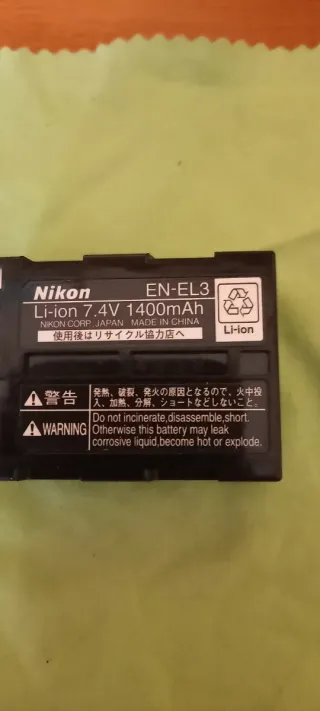 Nikon EN-EL3
Li-ion 7.4V 1400mAh
NIKON CORP. JAPAN MADE IN CHINA
使用後はリサイクル協力店へ
Li-ion
警告
発熱、破裂、発火の原因となるので、火中投
入、加熱、分解、ショートなどしないこと。
WARNING
Do not incinerate,disassemble,short.
Otherwise this battery may leak
corrosive liquid,become hot or explode.